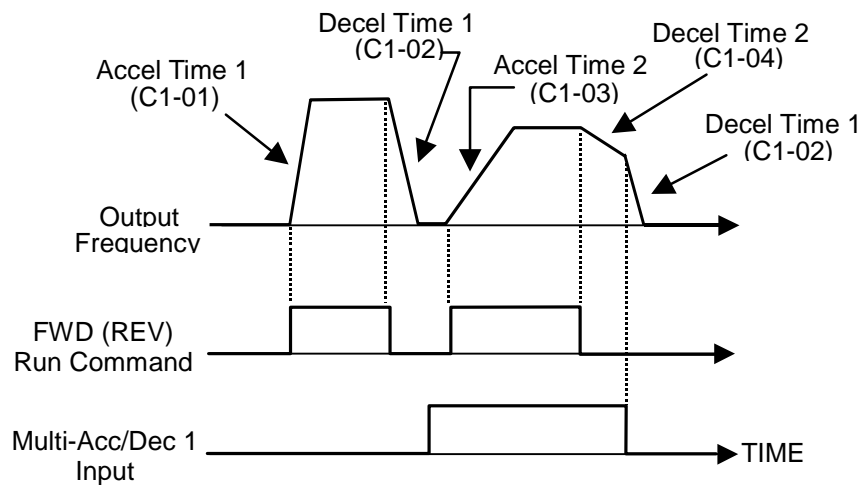 Decel Time 1
(C1-02)
Decel Time 2
(C1-04)
Accel Time 1
(C1-01)
Accel Time 2
(C1-03)
Decel Time 1
(C1-02)
Output
Frequency
FWD (REV)
Run Command
Multi-Acc/Dec 1
Input
TIME